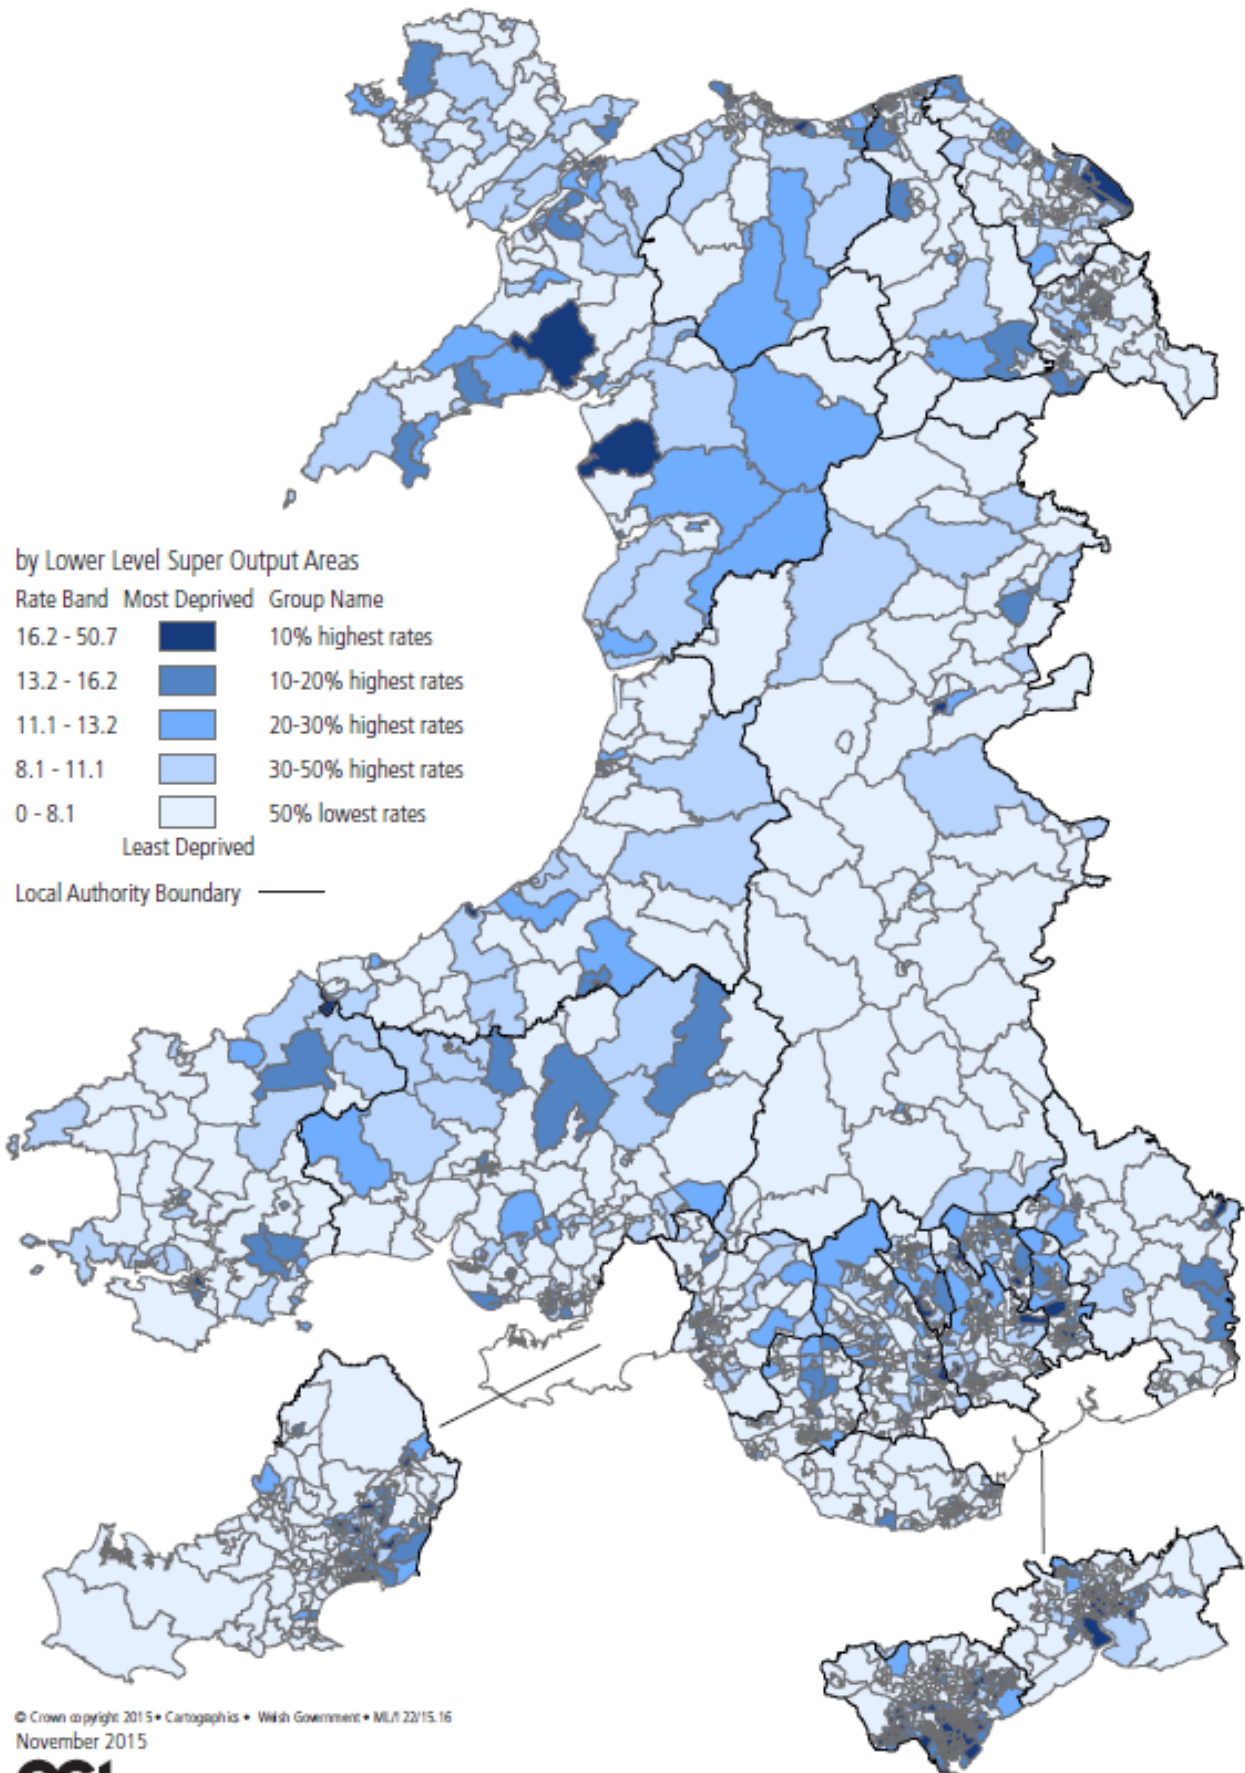 by Lower Level Super Output Areas
Rate Band Most Deprived Group Name
16.2 - 50.7 10% highest rates
13.2 - 16.2 10-20% highest rates
11.1 - 13.2 20-30% highest rates
8.1 - 11.1 30-50% highest rates
0 - 8.1 50% lowest rates
Least Deprived
Local Authority Boundary
© Crown copyright 2015 • Cartographics • Welsh Government • ML/122/15.16
November 2015